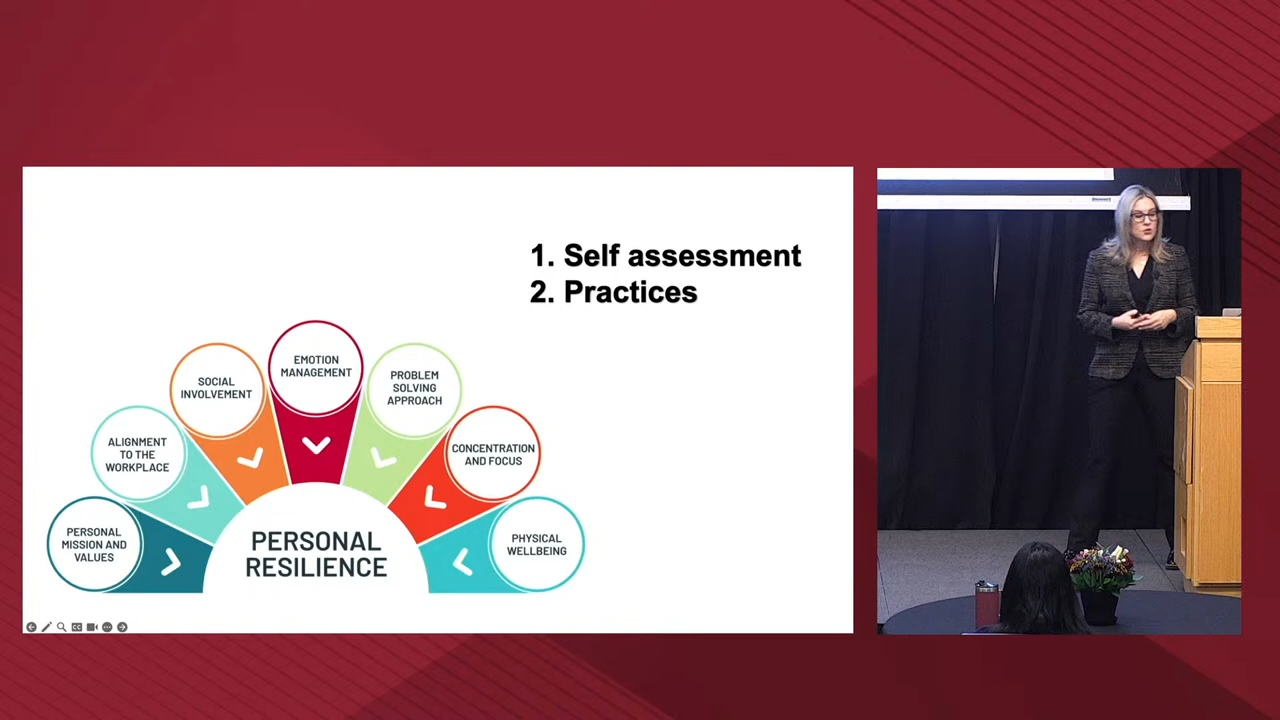 1. Self assessment
2. Practices
EMOTION
MANAGEMENT
SOCIAL
INVOLVEMENT
PROBLEM
SOLVING
APPROACH
ALIGNMENT
TO THE
WORKPLACE
CONCENTRATION
AND FOCUS
PERSONAL
MISSION AND
VALUES
PERSONAL
RESILIENCE
PHYSICAL
WELLBEING